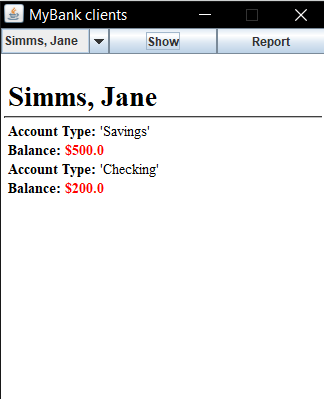 MyBank clients
Simms, Jane Show Report
Simms, Jane
Account Type: 'Savings'
Balance: $500.0
Account Type: 'Checking'
Balance: $200.0